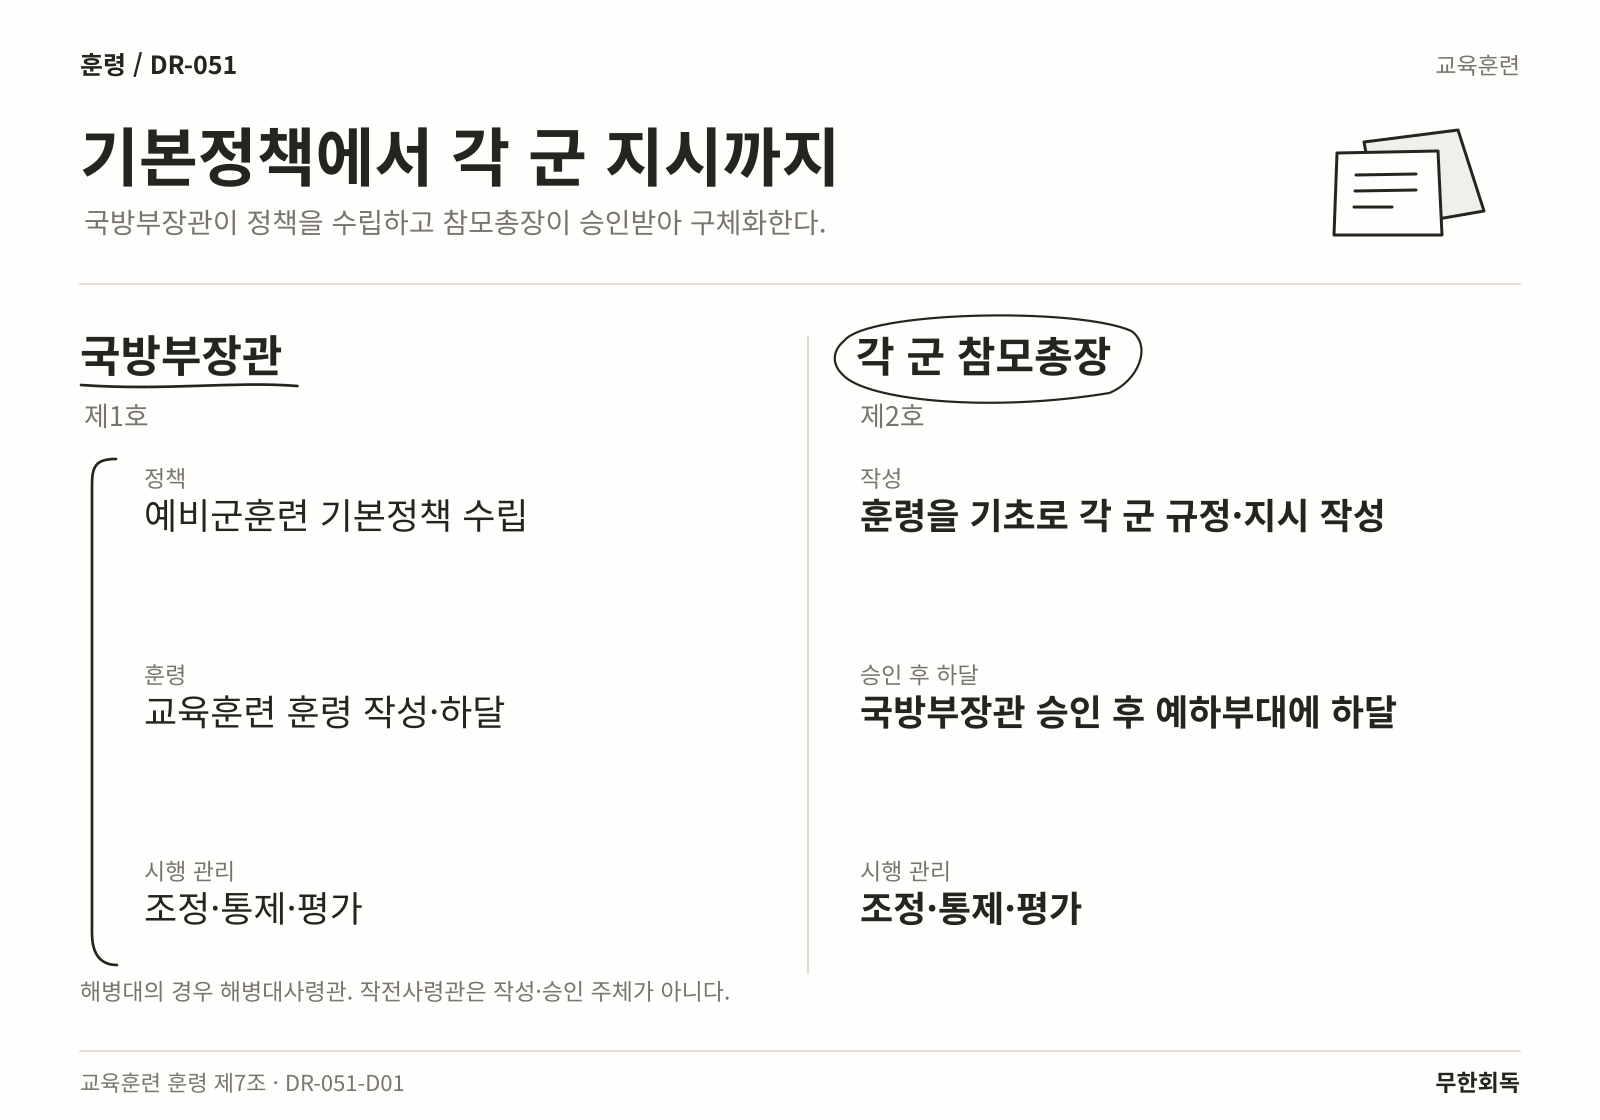 훈령 / DR-051
교육훈련
기본정책에서 각 군 지시까지
국방부장관이 정책을 수립하고 참모총장이 승인받아 구체화한다.
국방부장관
제1호
정책
예비군훈련 기본정책 수립
훈령
교육훈련 훈령 작성·하달
시행 관리
조정·통제·평가
각 군 참모총장
제2호
작성
훈령을 기초로 각 군 규정·지시 작성
승인 후 하달
국방부장관 승인 후 예하부대에 하달
시행 관리
조정·통제·평가
해병대의 경우 해병대사령관. 작전사령관은 작성·승인 주체가 아니다.
교육훈련 훈령 제7조 · DR-051-D01
무한회독